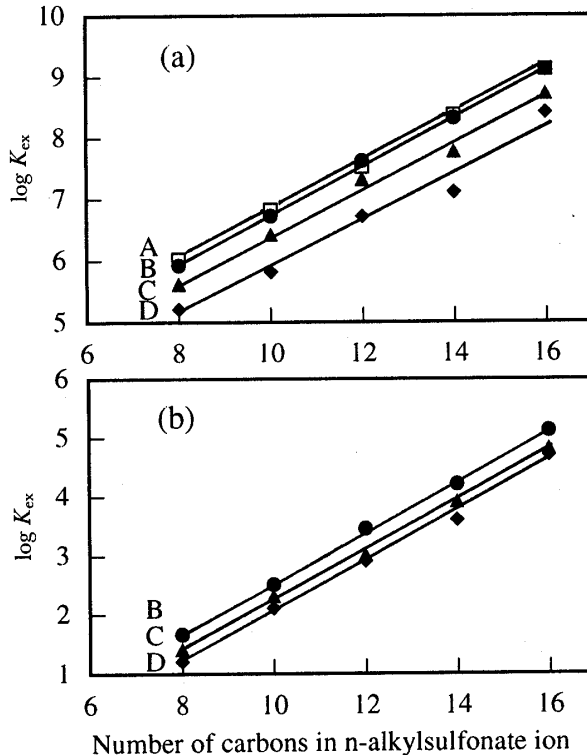 10
(a)
9
8
log Kex
7
A
B
6
C
D
5
6 8 10 12 14 16
6
(b)
5
4
log Kex
3
B
2
C
D
1
6 8 10 12 14 16
Number of carbons in n-alkylsulfonate ion